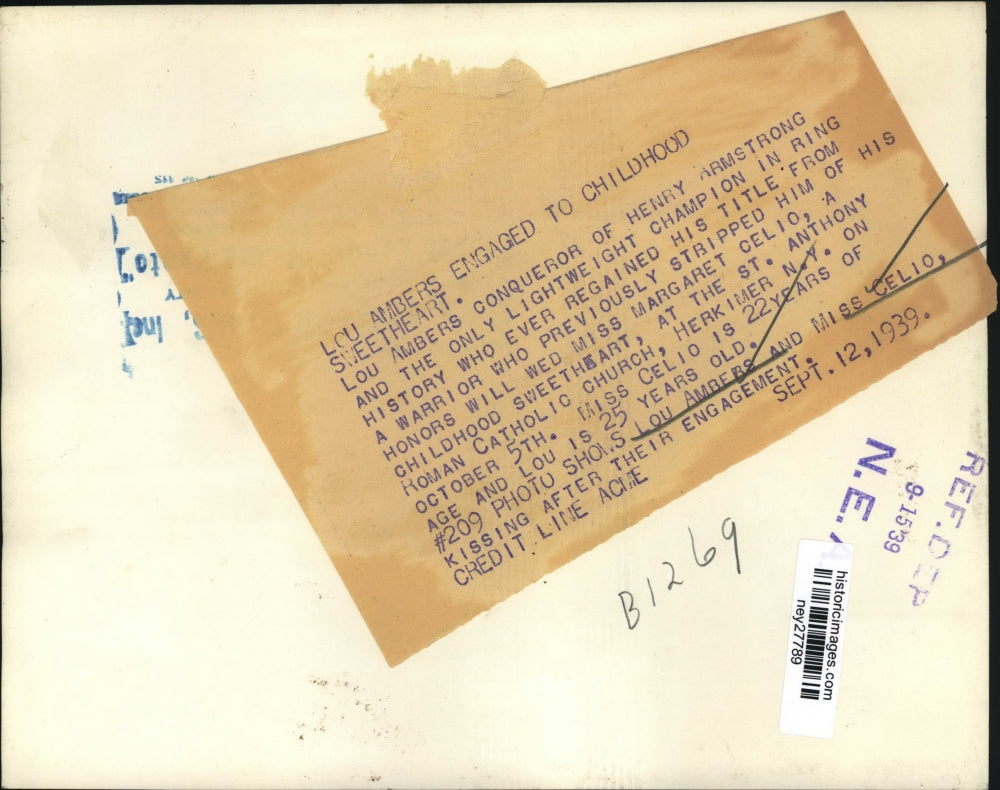 LOU AMBERS ENGAGED TO CHILDHOOD
SWEETHEART.
LOU AMBERS CONQUEROR OF HENRY ARMSTRONG
AND THE ONLY LIGHTWEIGHT CHAMPION IN RING
HISTORY WHO EVER REGAINED HIS TITLE FROM
A WARRIOR WHO PREVIOUSLY STRIPPED HIM OF HIS
HONORS WILL WED MISS MARGARET CELIO, A
CHILDHOOD SWEETHEART, AT THE ST. ANTHONY
ROMAN CATHOLIC CHURCH, HERKIMER N.Y. ON
OCTOBER 5TH. MISS CELIO IS 22YEARS OF
AGE AND LOU IS 25 YEARS OLD.
#209 PHOTO SHOWS LOU AMBERS AND MISS CELIO,
KISSING AFTER THEIR ENGAGEMENT.
CREDIT LINE ACME SEPT. 12,1939.
B1269
N.E.A
9-15 39
REF. DEP
historicimages.com
ney27789